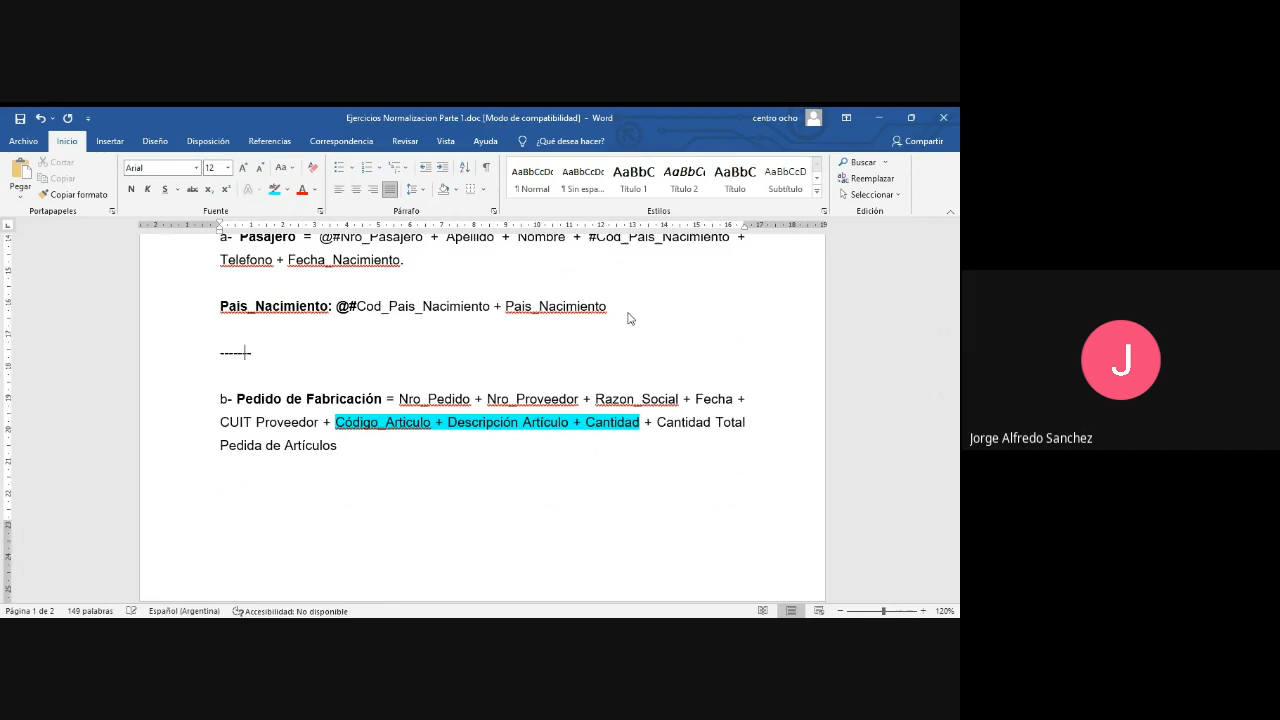 Ejercicios Normalizacion Parte 1.doc [Modo de compatibilidad] - Word
centro ocho
Archivo Inicio Insertar Diseño Disposición Referencias Correspondencia Revisar Vista Ayuda ¿Qué desea hacer? Compartir
Pegar
Cortar
Copiar
Copiar formato
Portapapeles
Arial 12
Fuente
Párrafo
AaBbCcDc AaBbCcDc AaBbC AaBbCc AaBbC AaBbCcD
¶ Normal ¶ Sin espa... Título 1 Título 2 Título Subtítulo
Estilos
Buscar
Reemplazar
Seleccionar
Edición
a- Pasajero = @#Nro_Pasajero + Apellido + Nombre + #Cod_Pais_Nacimiento +
Telefono + Fecha_Nacimiento.
Pais_Nacimiento: @#Cod_Pais_Nacimiento + Pais_Nacimiento
-------
b- Pedido de Fabricación = Nro_Pedido + Nro_Proveedor + Razon_Social + Fecha +
CUIT Proveedor + Código_Articulo + Descripción Artículo + Cantidad + Cantidad Total
Pedida de Artículos
Página 1 de 2 149 palabras Español (Argentina) Accesibilidad: No disponible 120%
J
Jorge Alfredo Sanchez